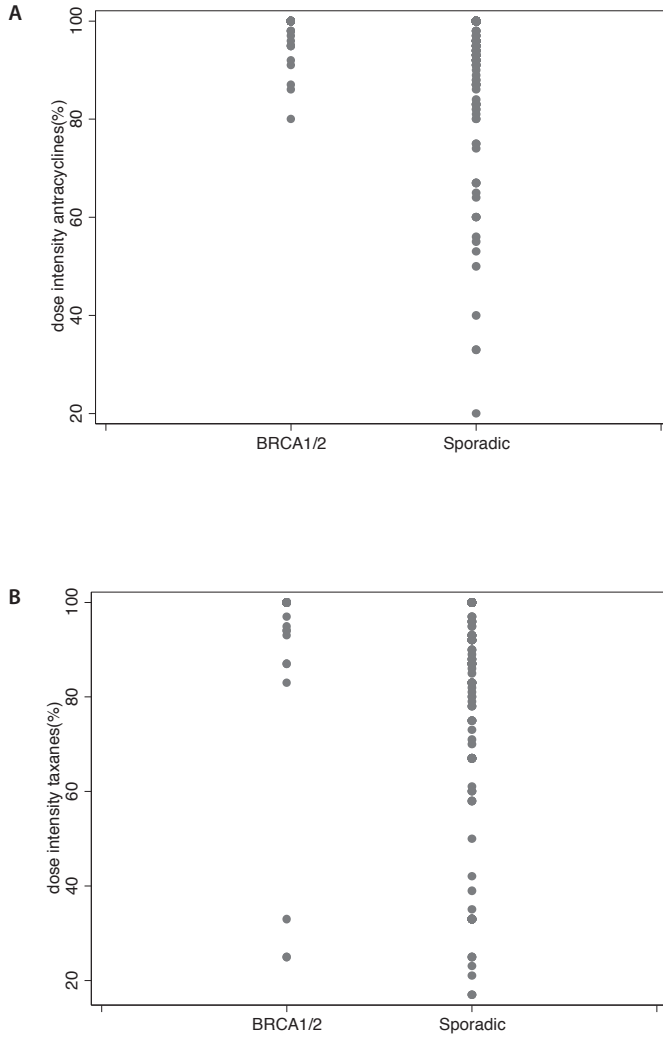 A
dose intensity antracyclines(%)
100
80
60
40
20
BRCA1/2 Sporadic
B
dose intensity taxanes(%)
100
80
60
40
20
BRCA1/2 Sporadic